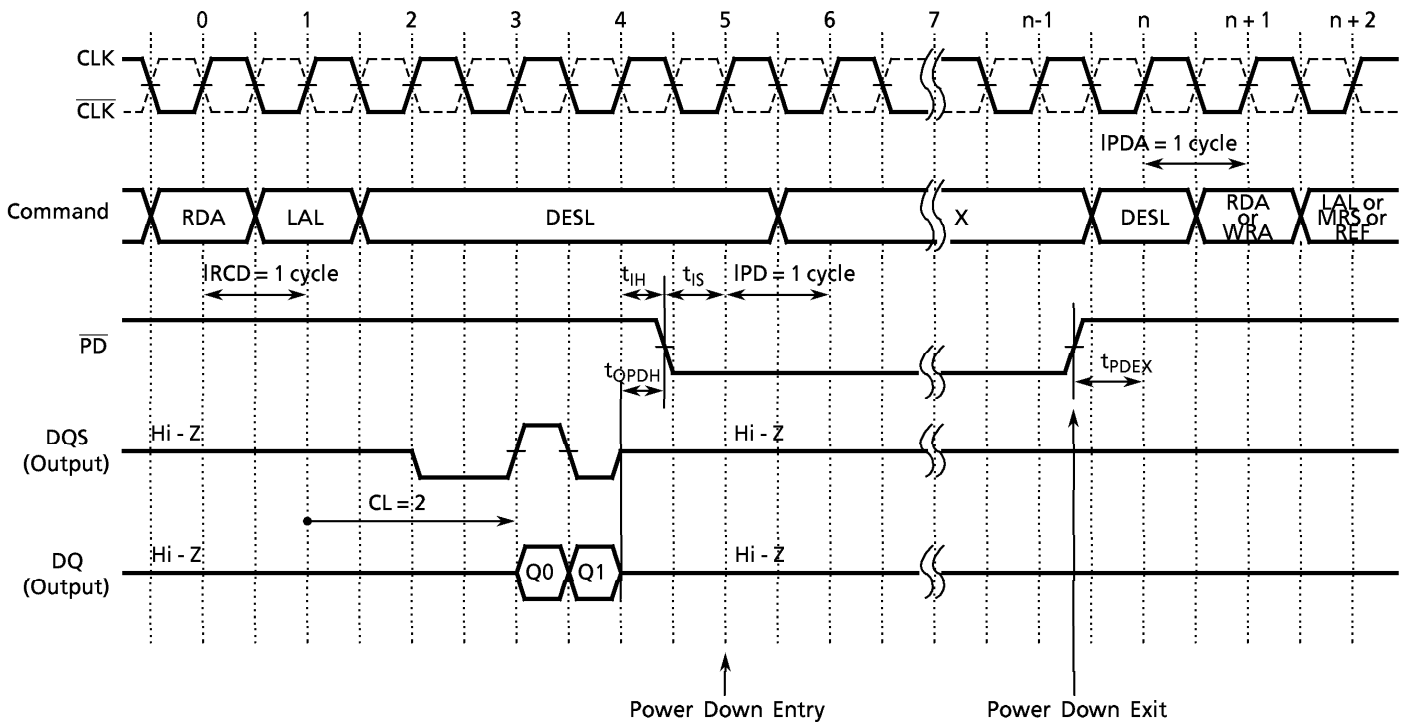 0 1 2 3 4 5 6 7 n-1 n n + 1 n + 2
CLK
CLK
lPDA = 1 cycle
Command RDA LAL DESL X DESL RDA or WRA LAL or MRS or REF
lRCD = 1 cycle tIH tIS lPD = 1 cycle
PD
tQPDH tPDEX
DQS (Output) Hi - Z Hi - Z
CL = 2
DQ (Output) Hi - Z Q0 Q1 Hi - Z
Power Down Entry Power Down Exit